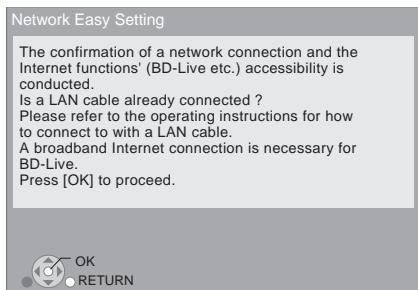 Network Easy Setting
The confirmation of a network connection and the
Internet functions' (BD-Live etc.) accessibility is
conducted.
Is a LAN cable already connected ?
Please refer to the operating instructions for how
to connect to with a LAN cable.
A broadband Internet connection is necessary for
BD-Live.
Press [OK] to proceed.
OK
RETURN